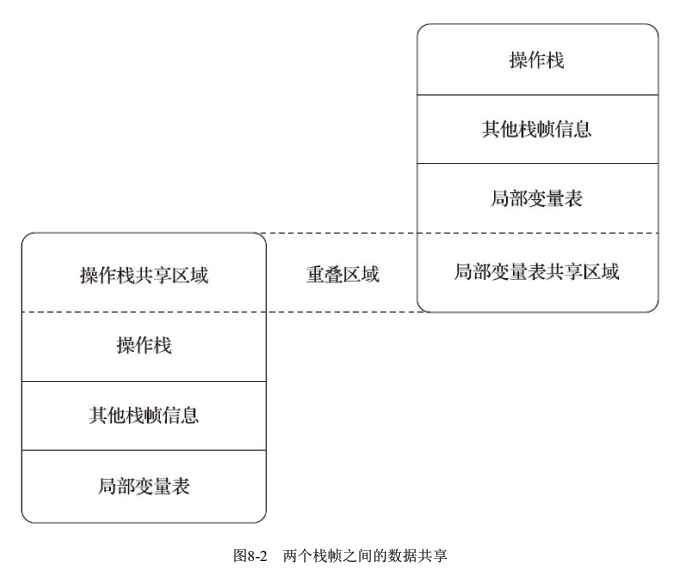 操作栈
其他栈帧信息
局部变量表
操作栈共享区域
重叠区域
局部变量表共享区域
操作栈
其他栈帧信息
局部变量表
图8-2 两个栈帧之间的数据共享